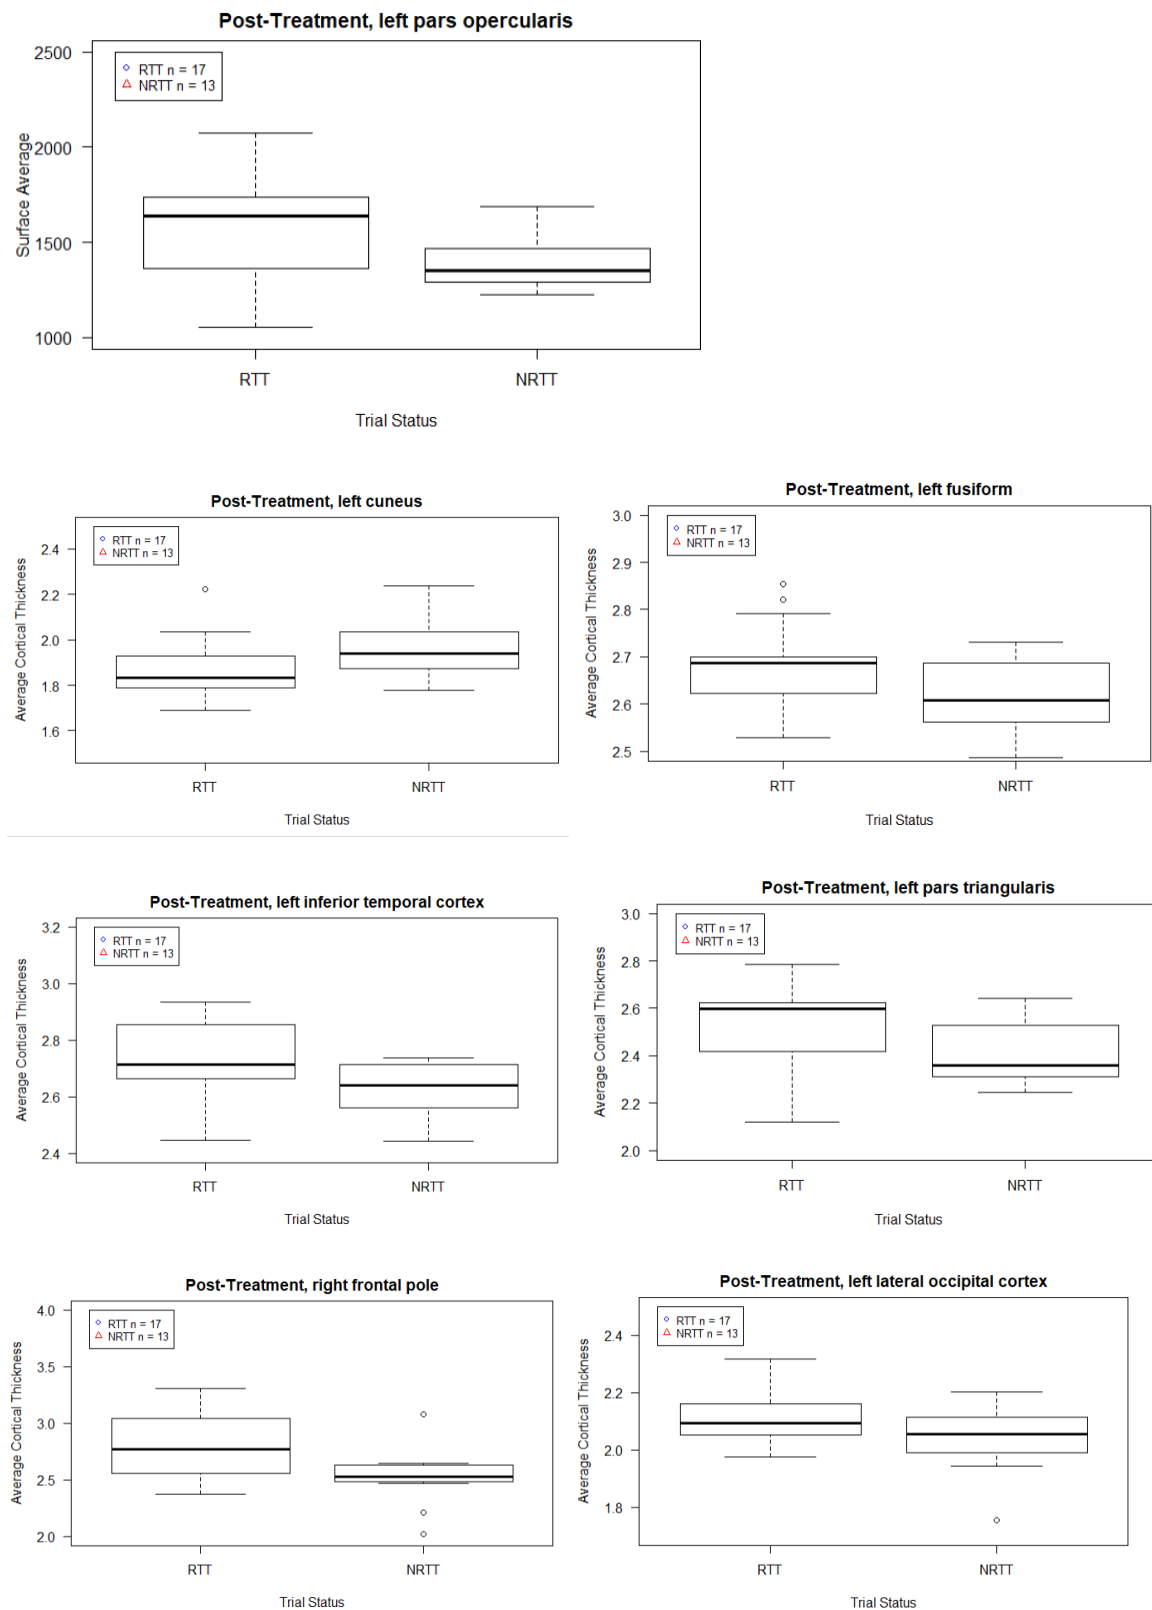 Post-Treatment, left pars opercularis
RTT n = 17
NRTT n = 13
Surface Average
2500
2000
1500
1000
RTT NRTT
Trial Status
Post-Treatment, left cuneus
RTT n = 17
NRTT n = 13
Average Cortical Thickness
2.4
2.2
2.0
1.8
1.6
RTT NRTT
Trial Status
Post-Treatment, left fusiform
RTT n = 17
NRTT n = 13
Average Cortical Thickness
3.0
2.9
2.8
2.7
2.6
2.5
RTT NRTT
Trial Status
Post-Treatment, left inferior temporal cortex
RTT n = 17
NRTT n = 13
Average Cortical Thickness
3.2
3.0
2.8
2.6
2.4
RTT NRTT
Trial Status
Post-Treatment, left pars triangularis
RTT n = 17
NRTT n = 13
Average Cortical Thickness
3.0
2.8
2.6
2.4
2.2
2.0
RTT NRTT
Trial Status
Post-Treatment, right frontal pole
RTT n = 17
NRTT n = 13
Average Cortical Thickness
4.0
3.5
3.0
2.5
2.0
RTT NRTT
Trial Status
Post-Treatment, left lateral occipital cortex
RTT n = 17
NRTT n = 13
Average Cortical Thickness
2.4
2.2
2.0
1.8
RTT NRTT
Trial Status